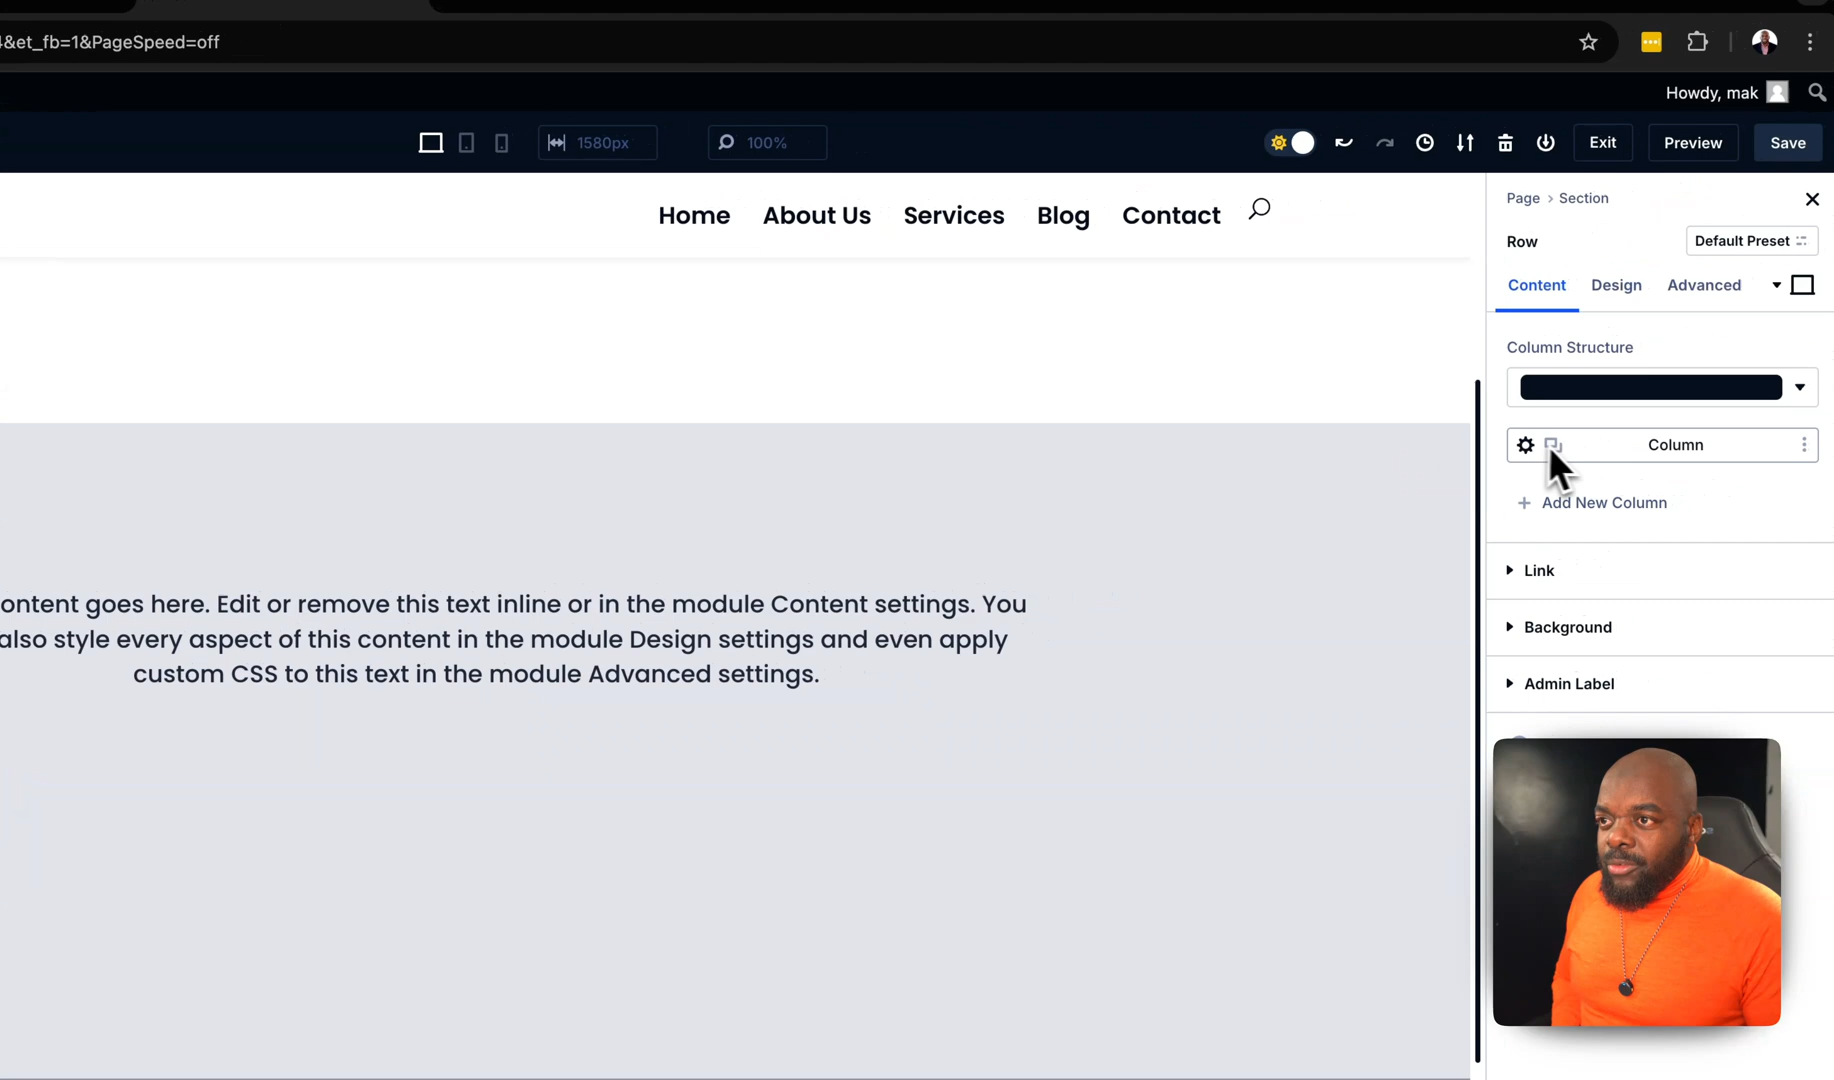 &et_fb=1&PageSpeed=off
Howdy, mak
1580px
100%
Exit
Preview
Save
Home
About Us
Services
Blog
Contact
Page > Section
Row
Default Preset
Content
Design
Advanced
Column Structure
Column
+ Add New Column
Link
Background
Admin Label
ontent goes here. Edit or remove this text inline or in the module Content settings. You
also style every aspect of this content in the module Design settings and even apply
custom CSS to this text in the module Advanced settings.